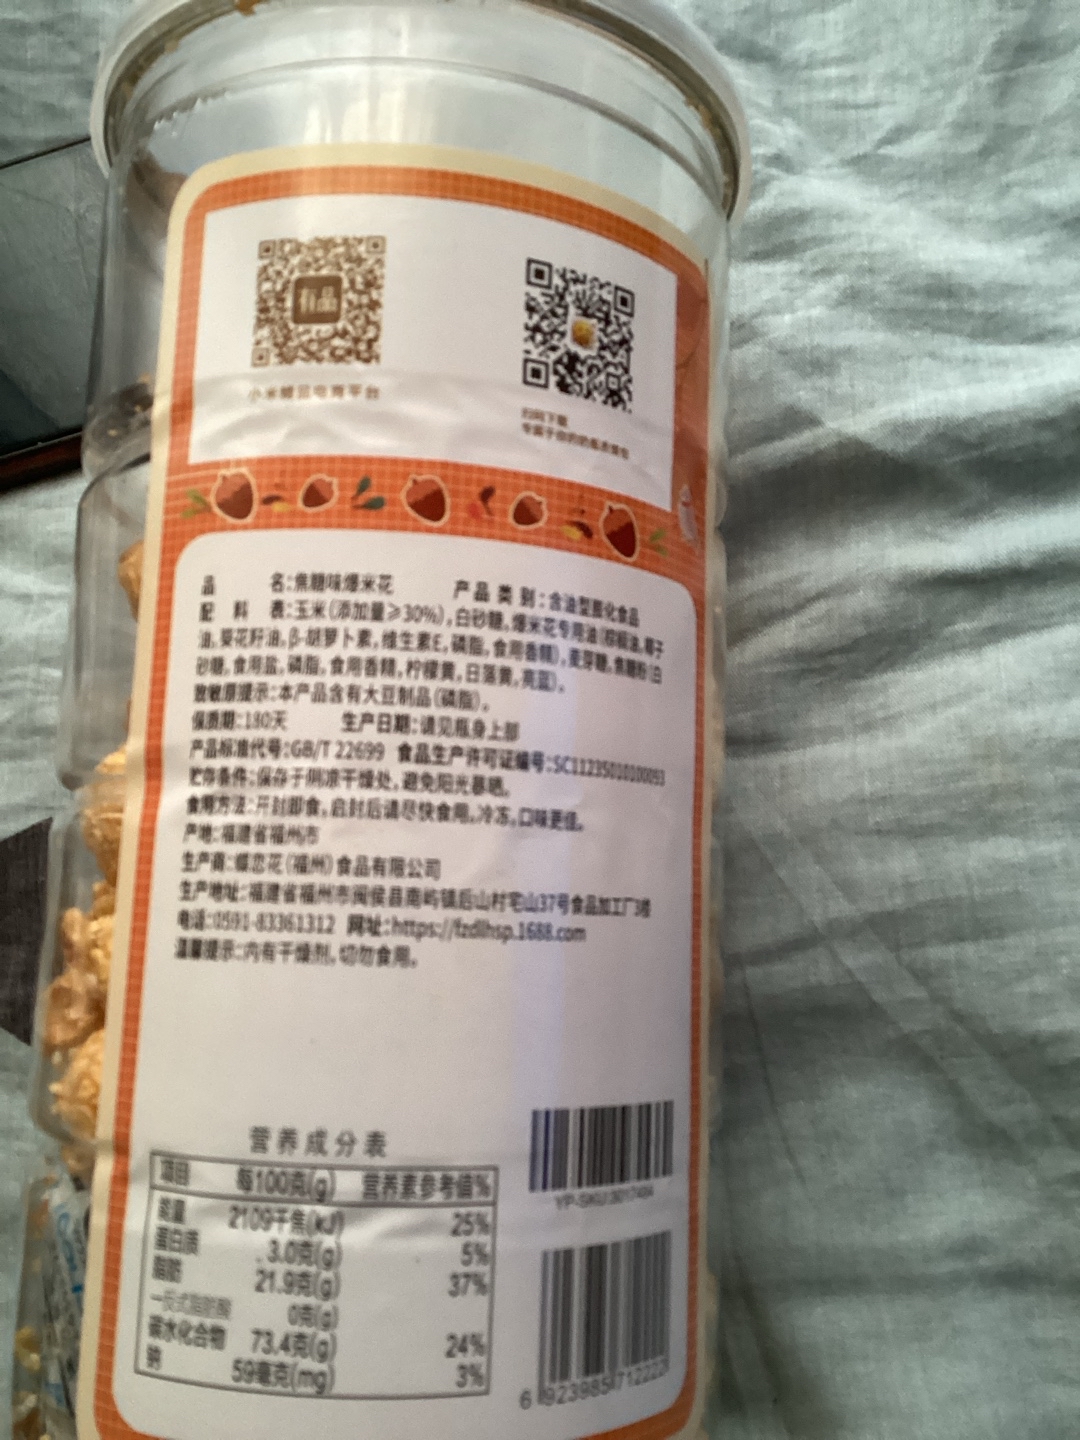 有品
小米有品电商平台
扫码下载
品 名:焦糖味爆米花 产品类别:含油型膨化食品
配 料 表:玉米(添加量≥30%),白砂糖,爆米花专用油(棕榈油,椰子
油,葵花籽油,β-胡萝卜素,维生素E,磷脂,食用香精),麦芽糖,焦糖粉(白
砂糖,食用盐,磷脂,食用香精,柠檬黄,日落黄,亮蓝)。
致敏原提示:本产品含有大豆制品(磷脂)。
保质期:180天 生产日期:请见瓶身上部
产品标准代号:GB/T 22699 食品生产许可证编号:SC11235010100093
贮存条件:保存于阴凉干燥处,避免阳光暴晒。
食用方法:开封即食,启封后请尽快食用,冷冻,口味更佳。
产地:福建省福州市
生产商:蝶恋花(福州)食品有限公司
生产地址:福建省福州市闽侯县南屿镇后山村宅山37号食品加工厂3楼
电话:0591-83361312 网址:https://fzdlhsp.1688.com
温馨提示:内有干燥剂,切勿食用。
营养成分表
项目 每100克(g) 营养素参考值%
能量 2109千焦(kJ) 25%
蛋白质 3.0克(g) 5%
脂肪 21.9克(g) 37%
—反式脂肪酸 0克(g)
碳水化合物 73.4克(g) 24%
钠 59毫克(mg) 3%
YP-SKU:3017404
6 923985 712222